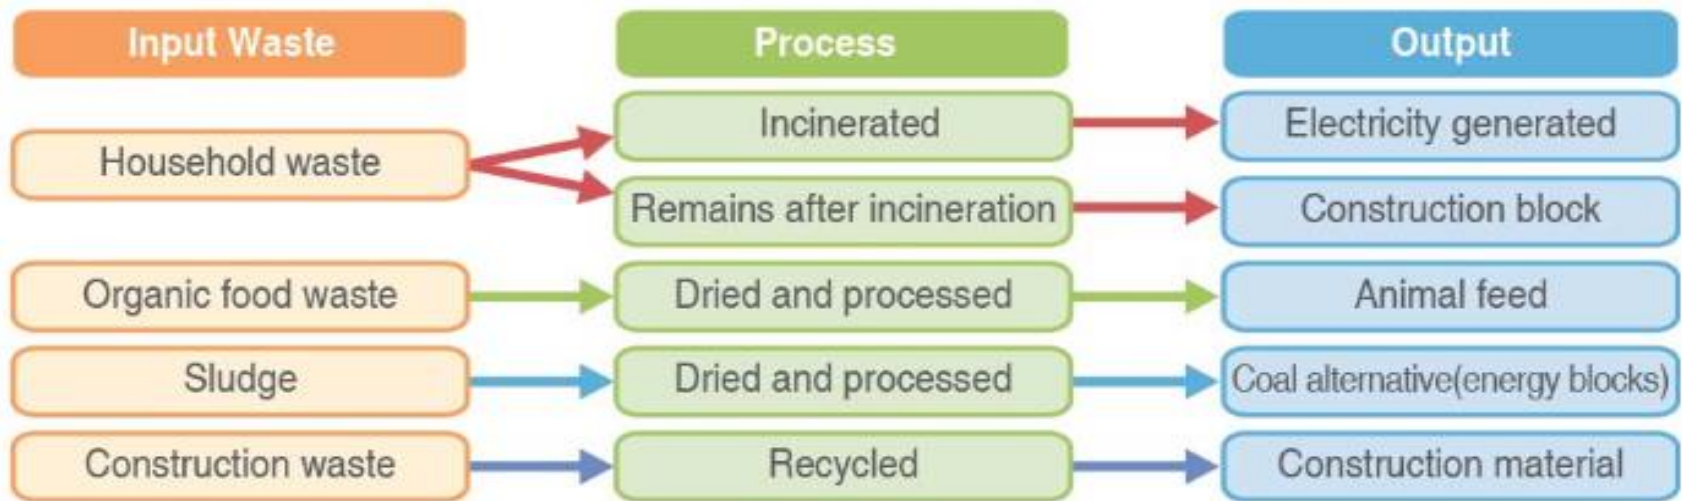 Input Waste
Process
Output
Household waste
Incinerated
Electricity generated
Remains after incineration
Construction block
Organic food waste
Dried and processed
Animal feed
Sludge
Dried and processed
Coal alternative(energy blocks)
Construction waste
Recycled
Construction material